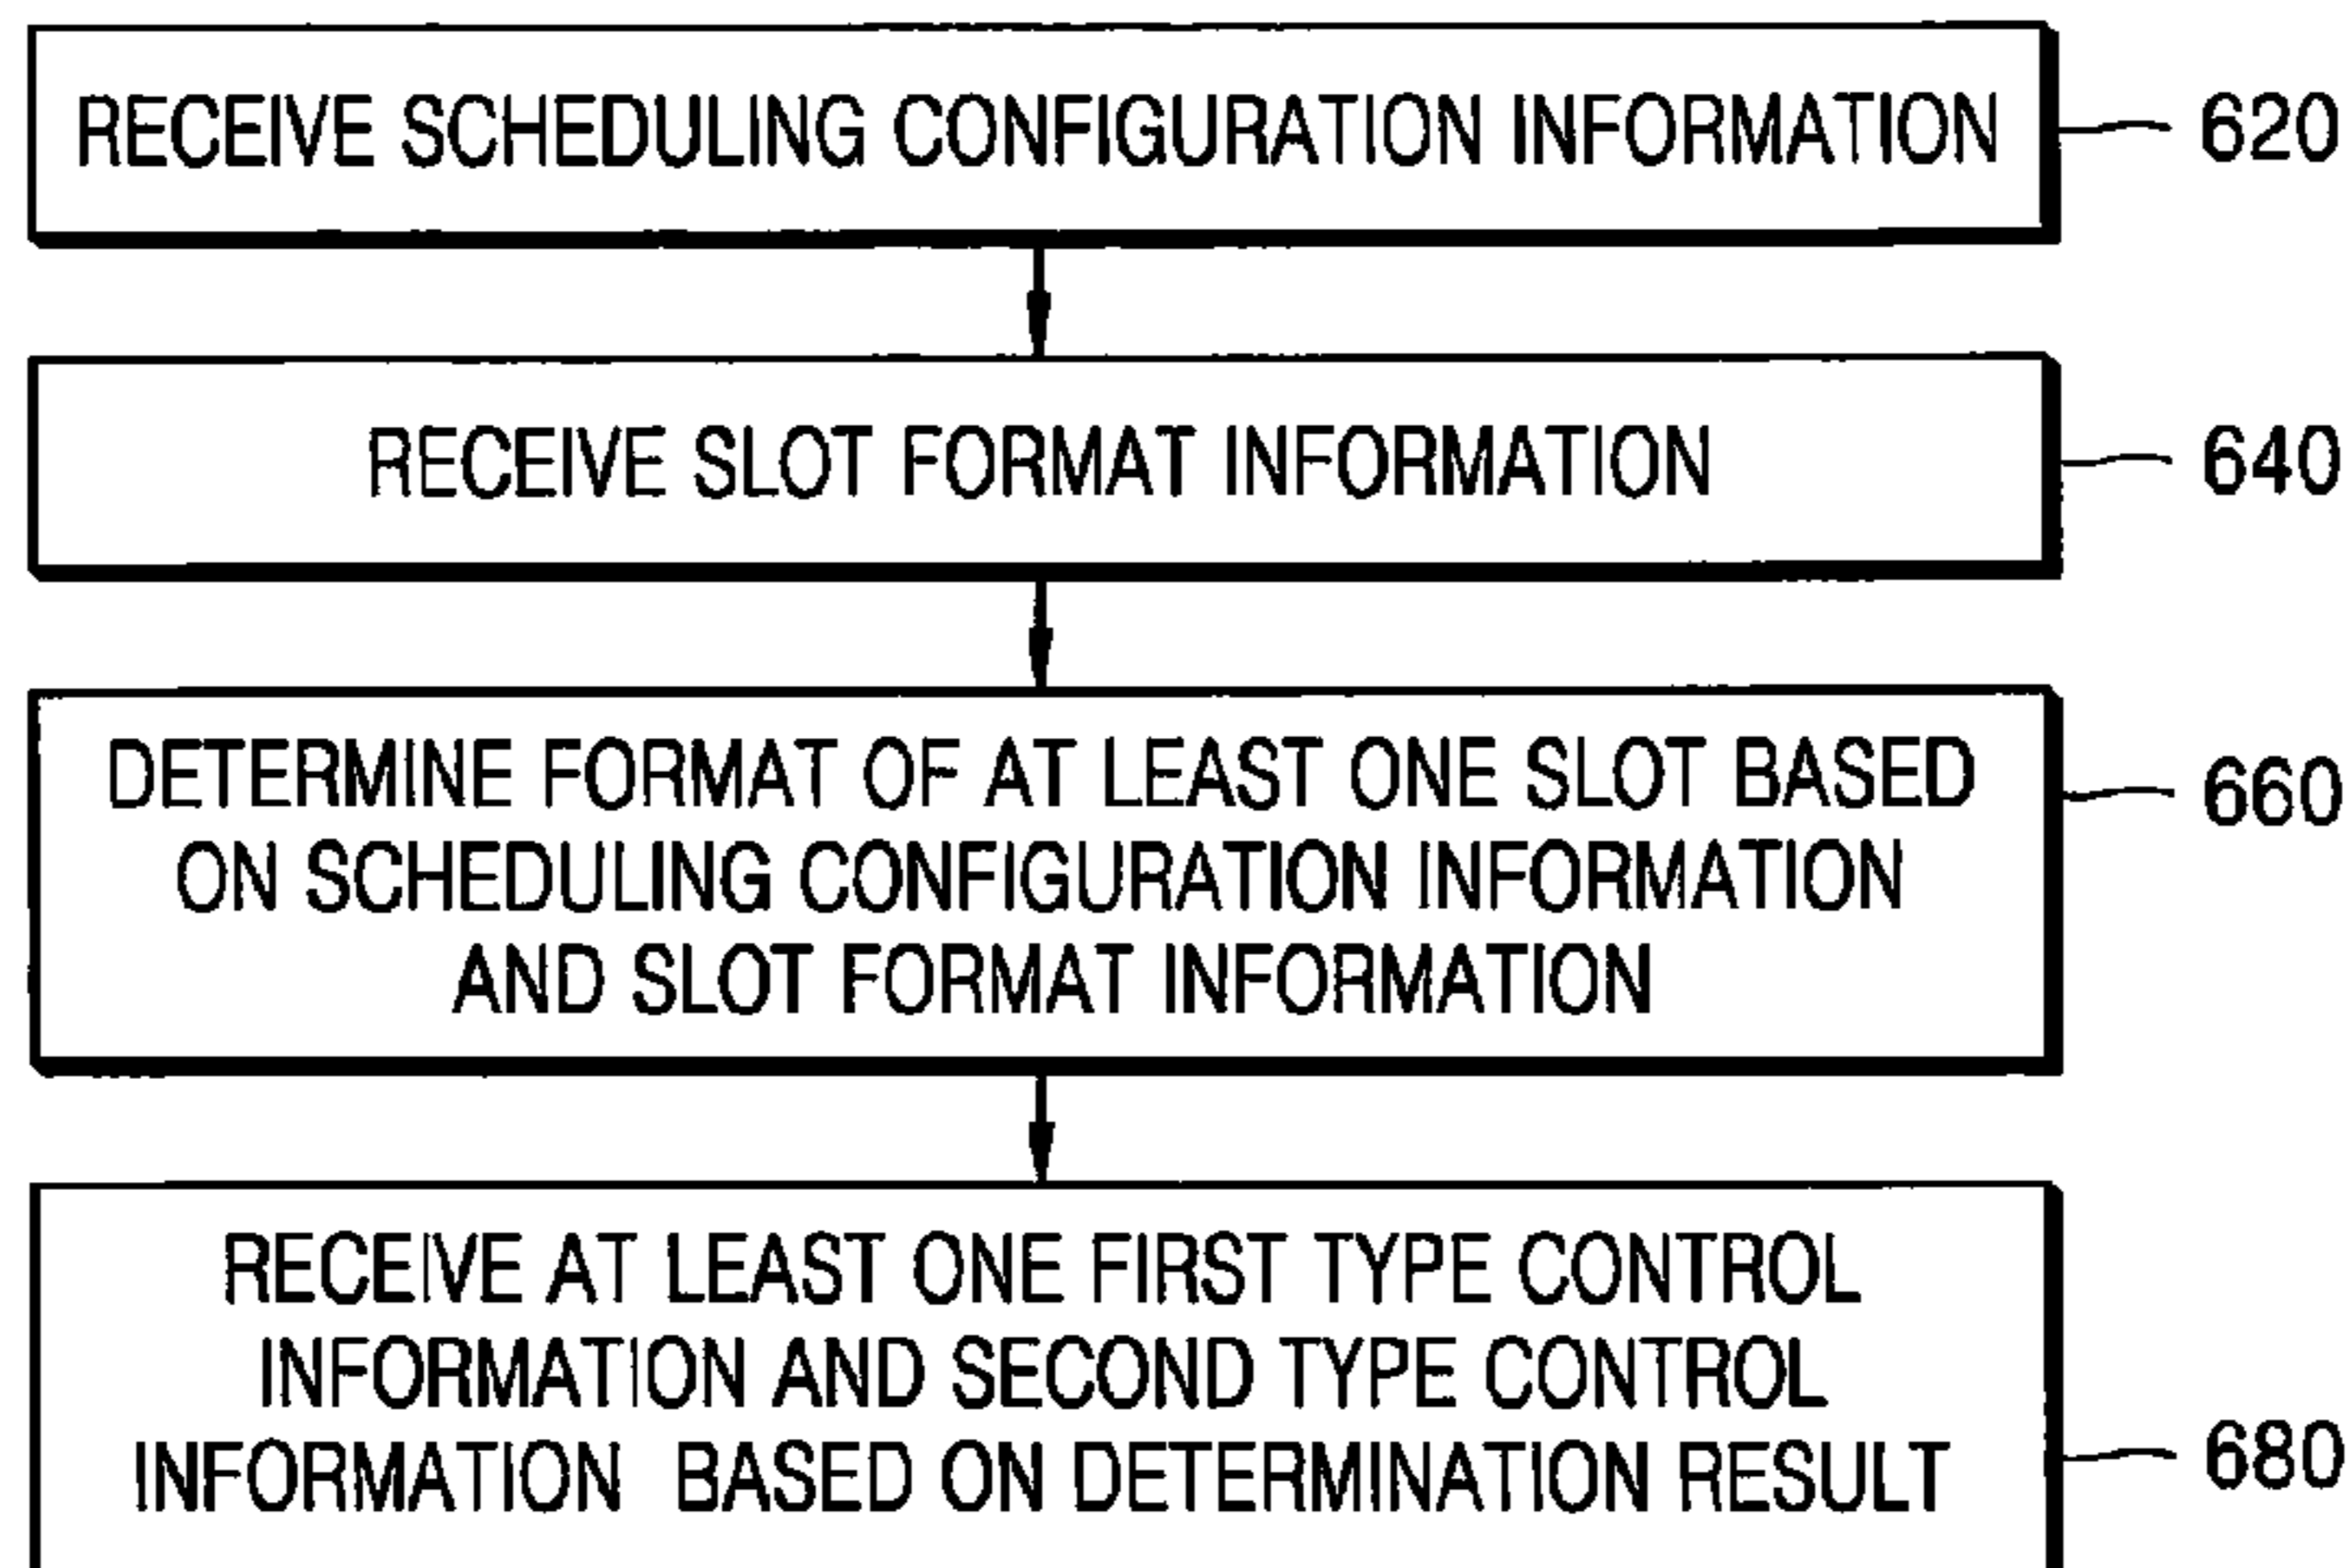 RECEIVE SCHEDULING CONFIGURATION INFORMATION
620
RECEIVE SLOT FORMAT INFORMATION
640
DETERMINE FORMAT OF AT LEAST ONE SLOT BASED
ON SCHEDULING CONFIGURATION INFORMATION
AND SLOT FORMAT INFORMATION
660
RECEIVE AT LEAST ONE FIRST TYPE CONTROL
INFORMATION AND SECOND TYPE CONTROL
INFORMATION BASED ON DETERMINATION RESULT
680